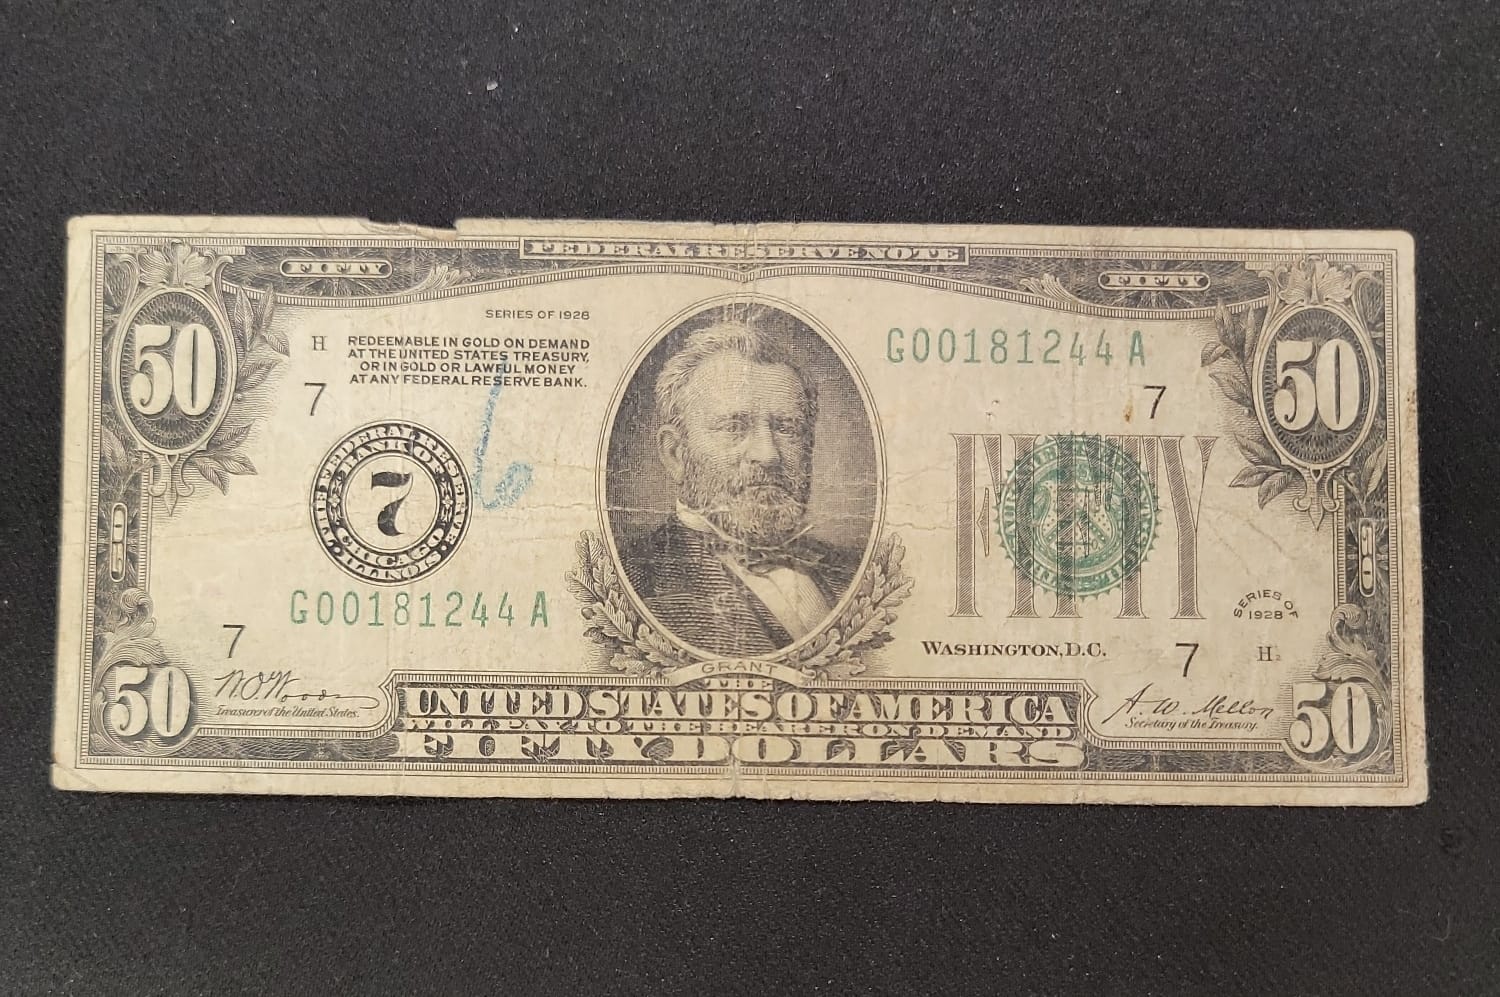 FEDERAL RESERVE NOTE
FIFTY
FIFTY
50
50
SERIES OF 1928
H
REDEEMABLE IN GOLD ON DEMAND
AT THE UNITED STATES TREASURY,
OR IN GOLD OR LAWFUL MONEY
AT ANY FEDERAL RESERVE BANK.
G00181244A
7
7
FEDERAL RESERVE
BANK OF
7
CHICAGO
ILLINOIS
FIFTY
50
50
G00181244A
SERIES OF
1928
7
WASHINGTON, D.C.
7
H2
GRANT
50
W.O. Woods
Treasurer of the United States.
THE
UNITED STATES OF AMERICA
WILL PAY TO THE BEARER ON DEMAND
FIFTY DOLLARS
A. W. Mellon
Secretary of the Treasury.
50